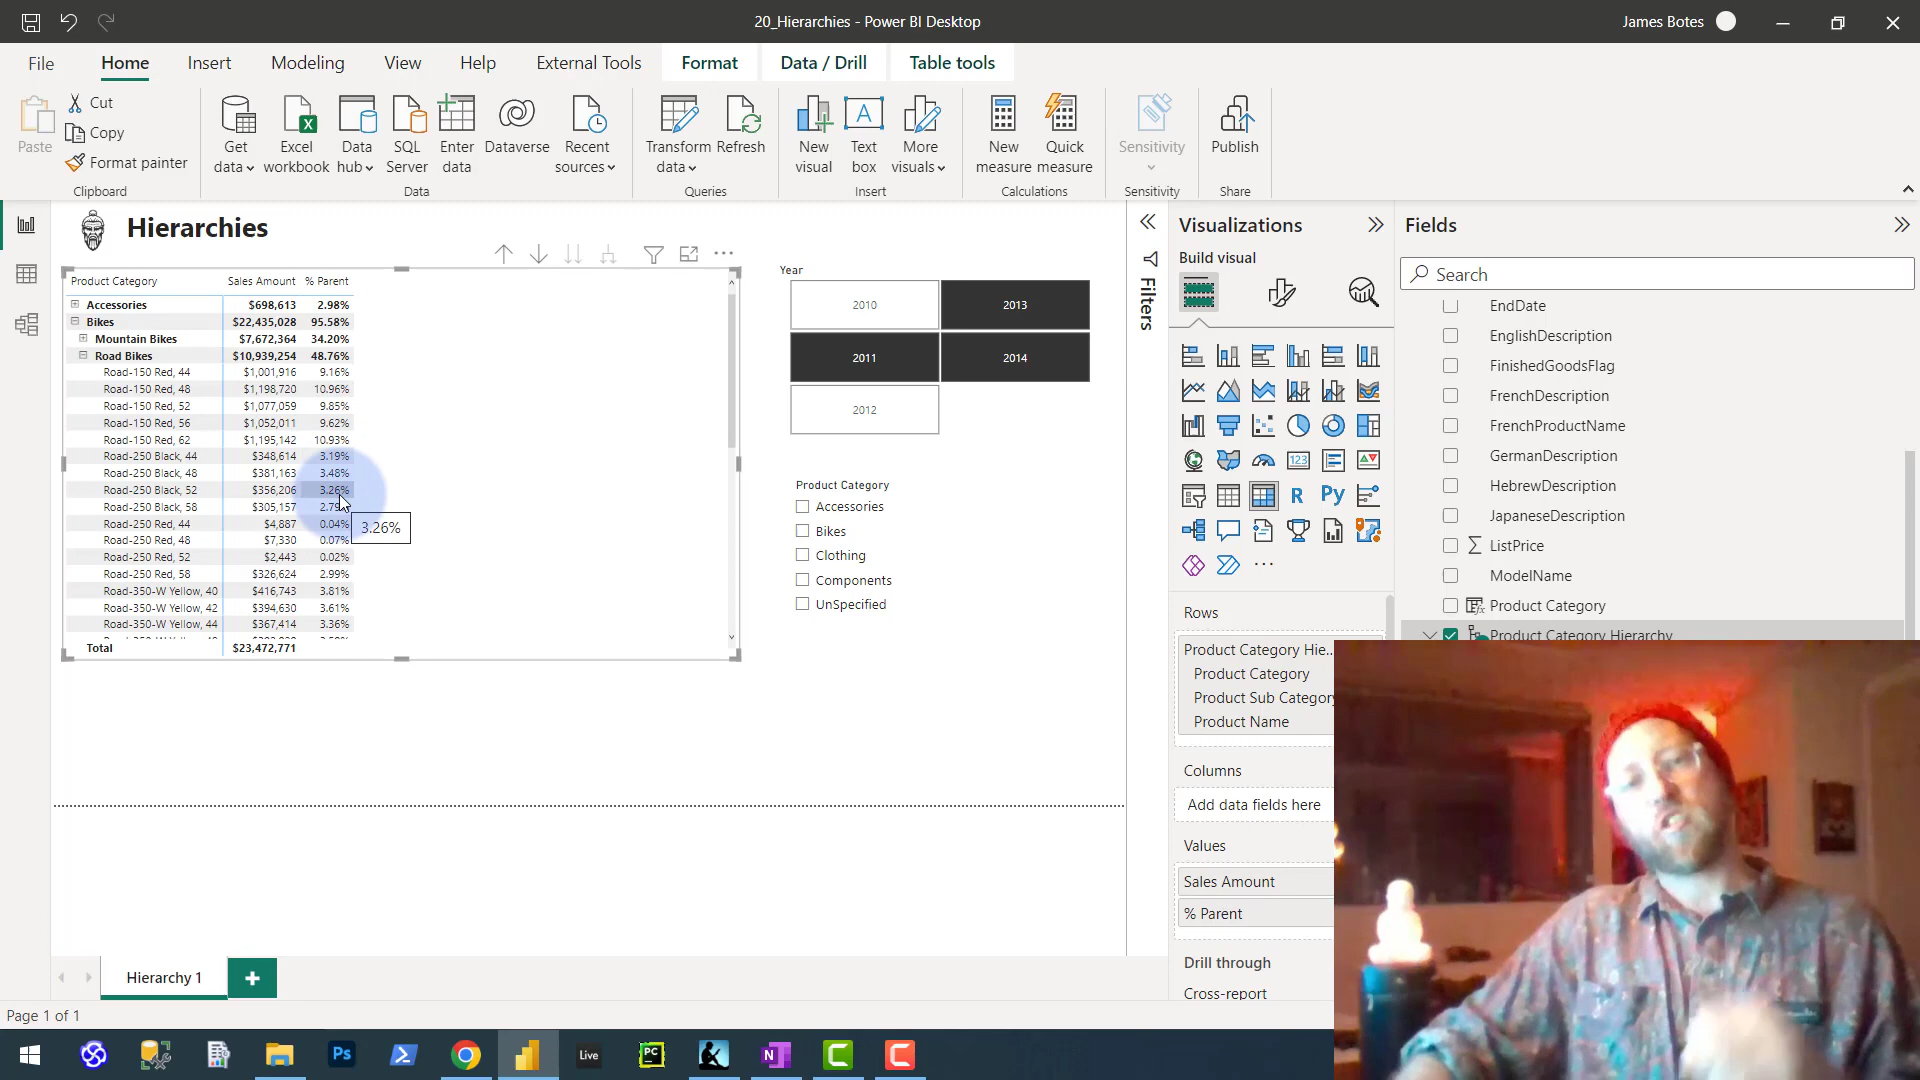 20_Hierarchies - Power BI Desktop
James Botes
File
Home
Insert
Modeling
View
Help
External Tools
Format
Data / Drill
Table tools
Paste
Cut
Copy
Format painter
Clipboard
Get data
Excel workbook
Data hub
SQL Server
Enter data
Dataverse
Recent sources
Data
Transform data
Refresh
Queries
New visual
Text box
More visuals
Insert
New measure
Quick measure
Calculations
Sensitivity
Sensitivity
Publish
Share
Hierarchies
Product Category Sales Amount % Parent
Accessories $698,613 2.98%
Bikes $22,435,028 95.58%
Mountain Bikes $7,672,364 34.20%
Road Bikes $10,939,254 48.76%
Road-150 Red, 44 $1,001,916 9.16%
Road-150 Red, 48 $1,198,720 10.96%
Road-150 Red, 52 $1,077,059 9.85%
Road-150 Red, 56 $1,052,011 9.62%
Road-150 Red, 62 $1,195,142 10.93%
Road-250 Black, 44 $348,614 3.19%
Road-250 Black, 48 $381,163 3.48%
Road-250 Black, 52 $356,206 3.26%
Road-250 Black, 58 $305,157
Road-250 Red, 44 $4,887 0.04%
Road-250 Red, 48 $7,330 0.07%
Road-250 Red, 52 $2,443 0.02%
Road-250 Red, 58 $326,624 2.99%
Road-350-W Yellow, 40 $416,743 3.81%
Road-350-W Yellow, 42 $394,630 3.61%
Road-350-W Yellow, 44 $367,414 3.36%
Total $23,472,771
3.26%
Year
2010
2013
2011
2014
2012
Product Category
Accessories
Bikes
Clothing
Components
UnSpecified
Filters
Visualizations
Build visual
123
R
Py
Rows
Product Category Hie...
Product Category
Product Sub Category
Product Name
Columns
Add data fields here
Values
Sales Amount
% Parent
Drill through
Cross-report
Fields
Search
EndDate
EnglishDescription
FinishedGoodsFlag
FrenchDescription
FrenchProductName
GermanDescription
HebrewDescription
JapaneseDescription
ListPrice
ModelName
Product Category
Product Category Hierarchy
Hierarchy 1
Page 1 of 1
Ps
Live
PC
N